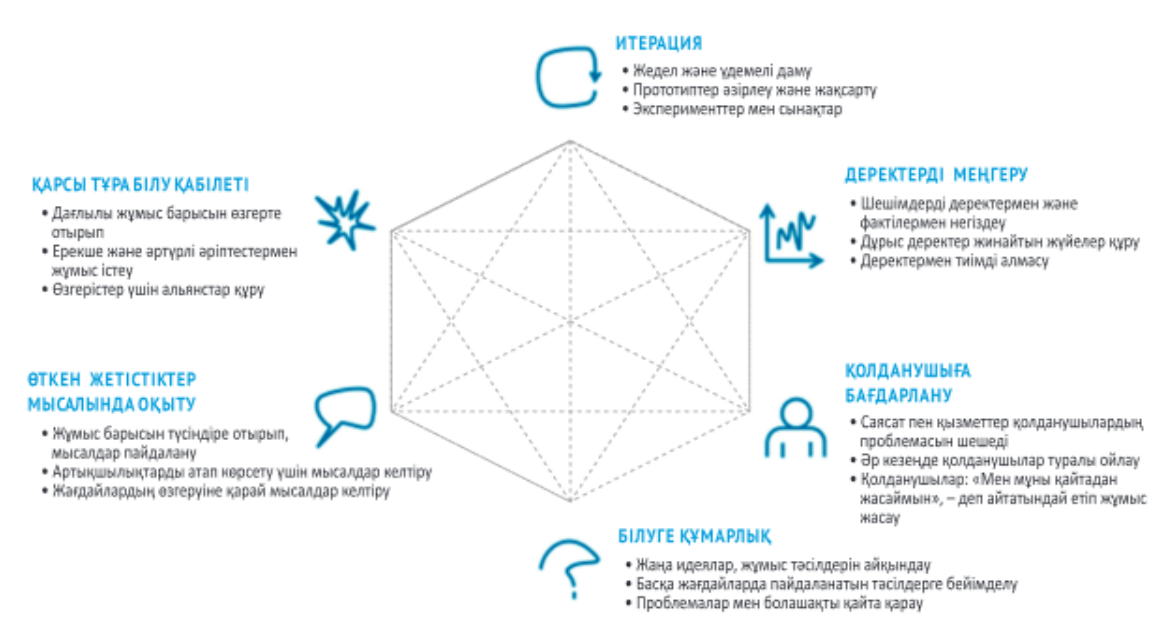 ИТЕРАЦИЯ
• Жедел және үдемелі даму
• Прототиптер әзірлеу және жақсарту
• Эксперименттер мен сынақтар
ДЕРЕКТЕРДІ МЕҢГЕРУ
• Шешімдерді деректермен және
фактілермен негіздеу
• Дұрыс деректер жинайтын жүйелер құру
• Деректермен тиімді алмасу
ҚОЛДАНУШЫҒА
БАҒДАРЛАНУ
• Саясат пен қызметтер қолданушылардың
проблемасын шешеді
• Әр кезеңде қолданушылар туралы ойлау
• Қолданушылар: «Мен мұны қайтадан
жасаймын», – деп айтатындай етіп жұмыс
жасау
БІЛУГЕ ҚҰМАРЛЫҚ
• Жаңа идеялар, жұмыс тәсілдерін айқындау
• Басқа жағдайларда пайдаланатын тәсілдерге бейімделу
• Проблемалар мен болашақты қайта қарау
ӨТКЕН ЖЕТІСТІКТЕР
МЫСАЛЫНДА ОҚЫТУ
• Жұмыс барысын түсіндіре отырып,
мысалдар пайдалану
• Артықшылықтарды атап көрсету үшін мысалдар келтіру
• Жағдайлардың өзгеруіне қарай мысалдар келтіру
ҚАРСЫ ТҰРА БІЛУ ҚАБІЛЕТІ
• Дағлылы жұмыс барысын өзгерте
отырып
• Ерекше және әртүрлі әріптестермен
жұмыс істеу
• Өзгерістер үшін альянстар құру